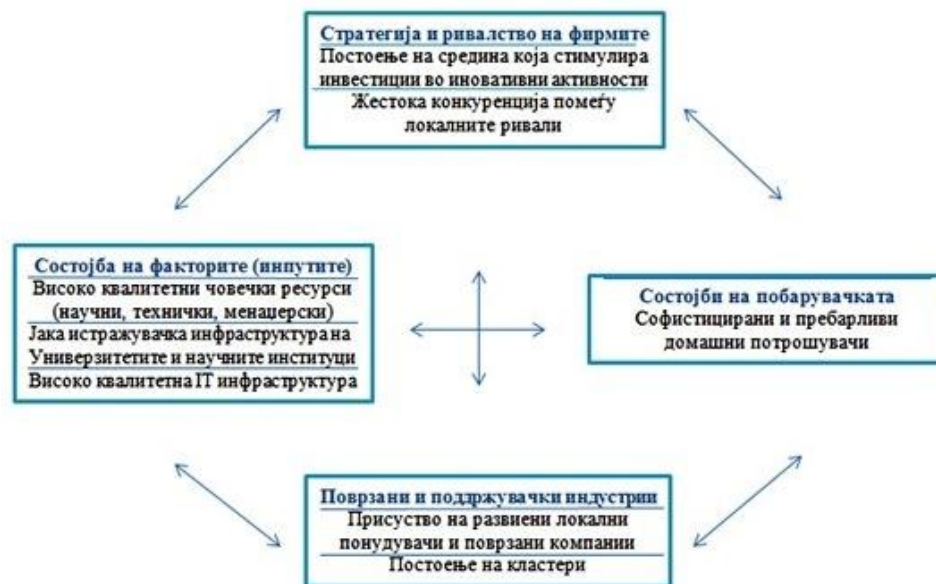 Стратегија и ривалство на фирмите
Постоење на средина која стимулира
инвестиции во иновативни активности
Жестока конкуренција помеѓу
локалните ривали
Состојба на факторите (инпутите)
Високо квалитетни човечки ресурси
(научни, технички, менаџерски)
Јака истражувачка инфраструктура на
Универзитетите и научните институци
Високо квалитетна IT инфраструктура
Состојби на побарувачката
Софистицирани и пребарливи
домашни потрошувачи
Поврзани и поддржувачки индустрии
Присуство на развиени локални
понудувачи и поврзани компании
Постоење на кластери